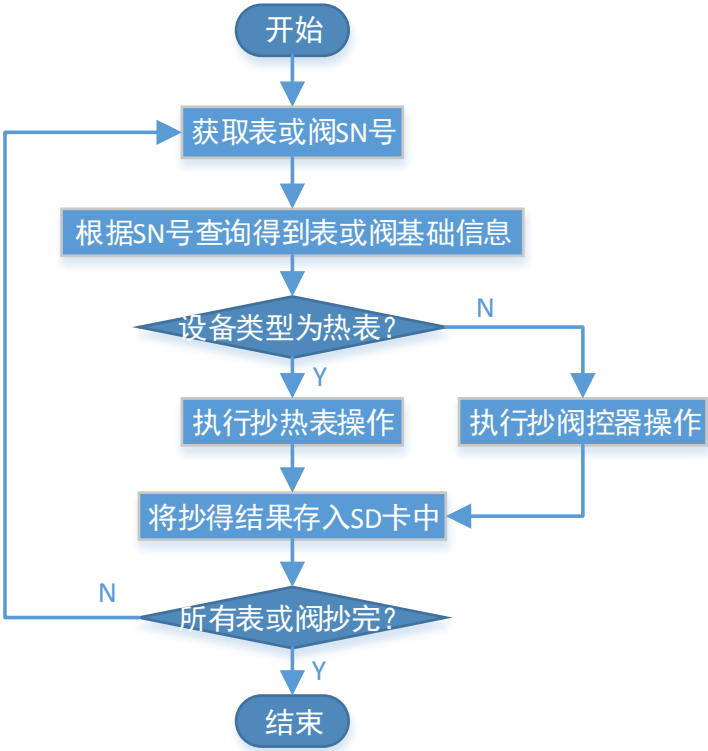 开始
获取表或阀SN号
根据SN号查询得到表或阀基础信息
设备类型为热表？
N
Y
执行抄热表操作
执行抄阀控器操作
将抄得结果存入SD卡中
N
所有表或阀抄完？
Y
结束